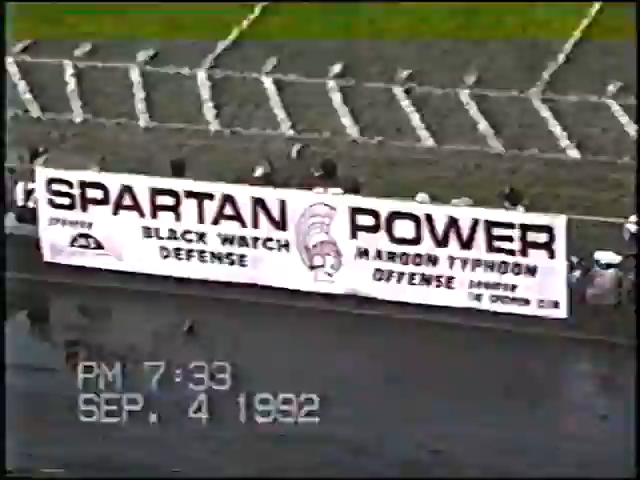 SPARTAN POWER
BLACK WATCH
DEFENSE
MAROON TYPHOON
OFFENSE
PM 7:33
SEP. 4 1992